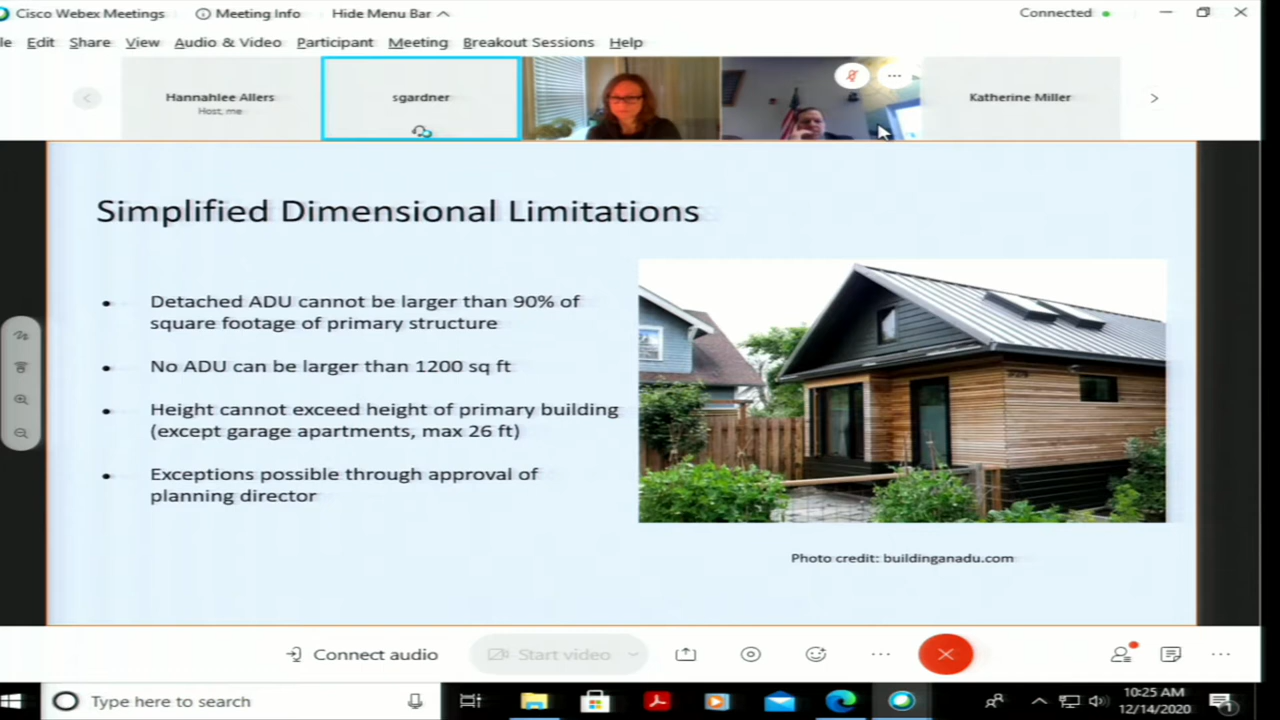 Cisco Webex Meetings
Meeting Info
Hide Menu Bar
Connected
le Edit Share View Audio & Video Participant Meeting Breakout Sessions Help
Hannahlee Allers
Host, me
sgardner
Katherine Miller
Simplified Dimensional Limitations
Detached ADU cannot be larger than 90% of
square footage of primary structure
No ADU can be larger than 1200 sq ft
Height cannot exceed height of primary building
(except garage apartments, max 26 ft)
Exceptions possible through approval of
planning director
Photo credit: buildinganadu.com
Connect audio
Start video
Type here to search
10:25 AM
12/14/2020
1